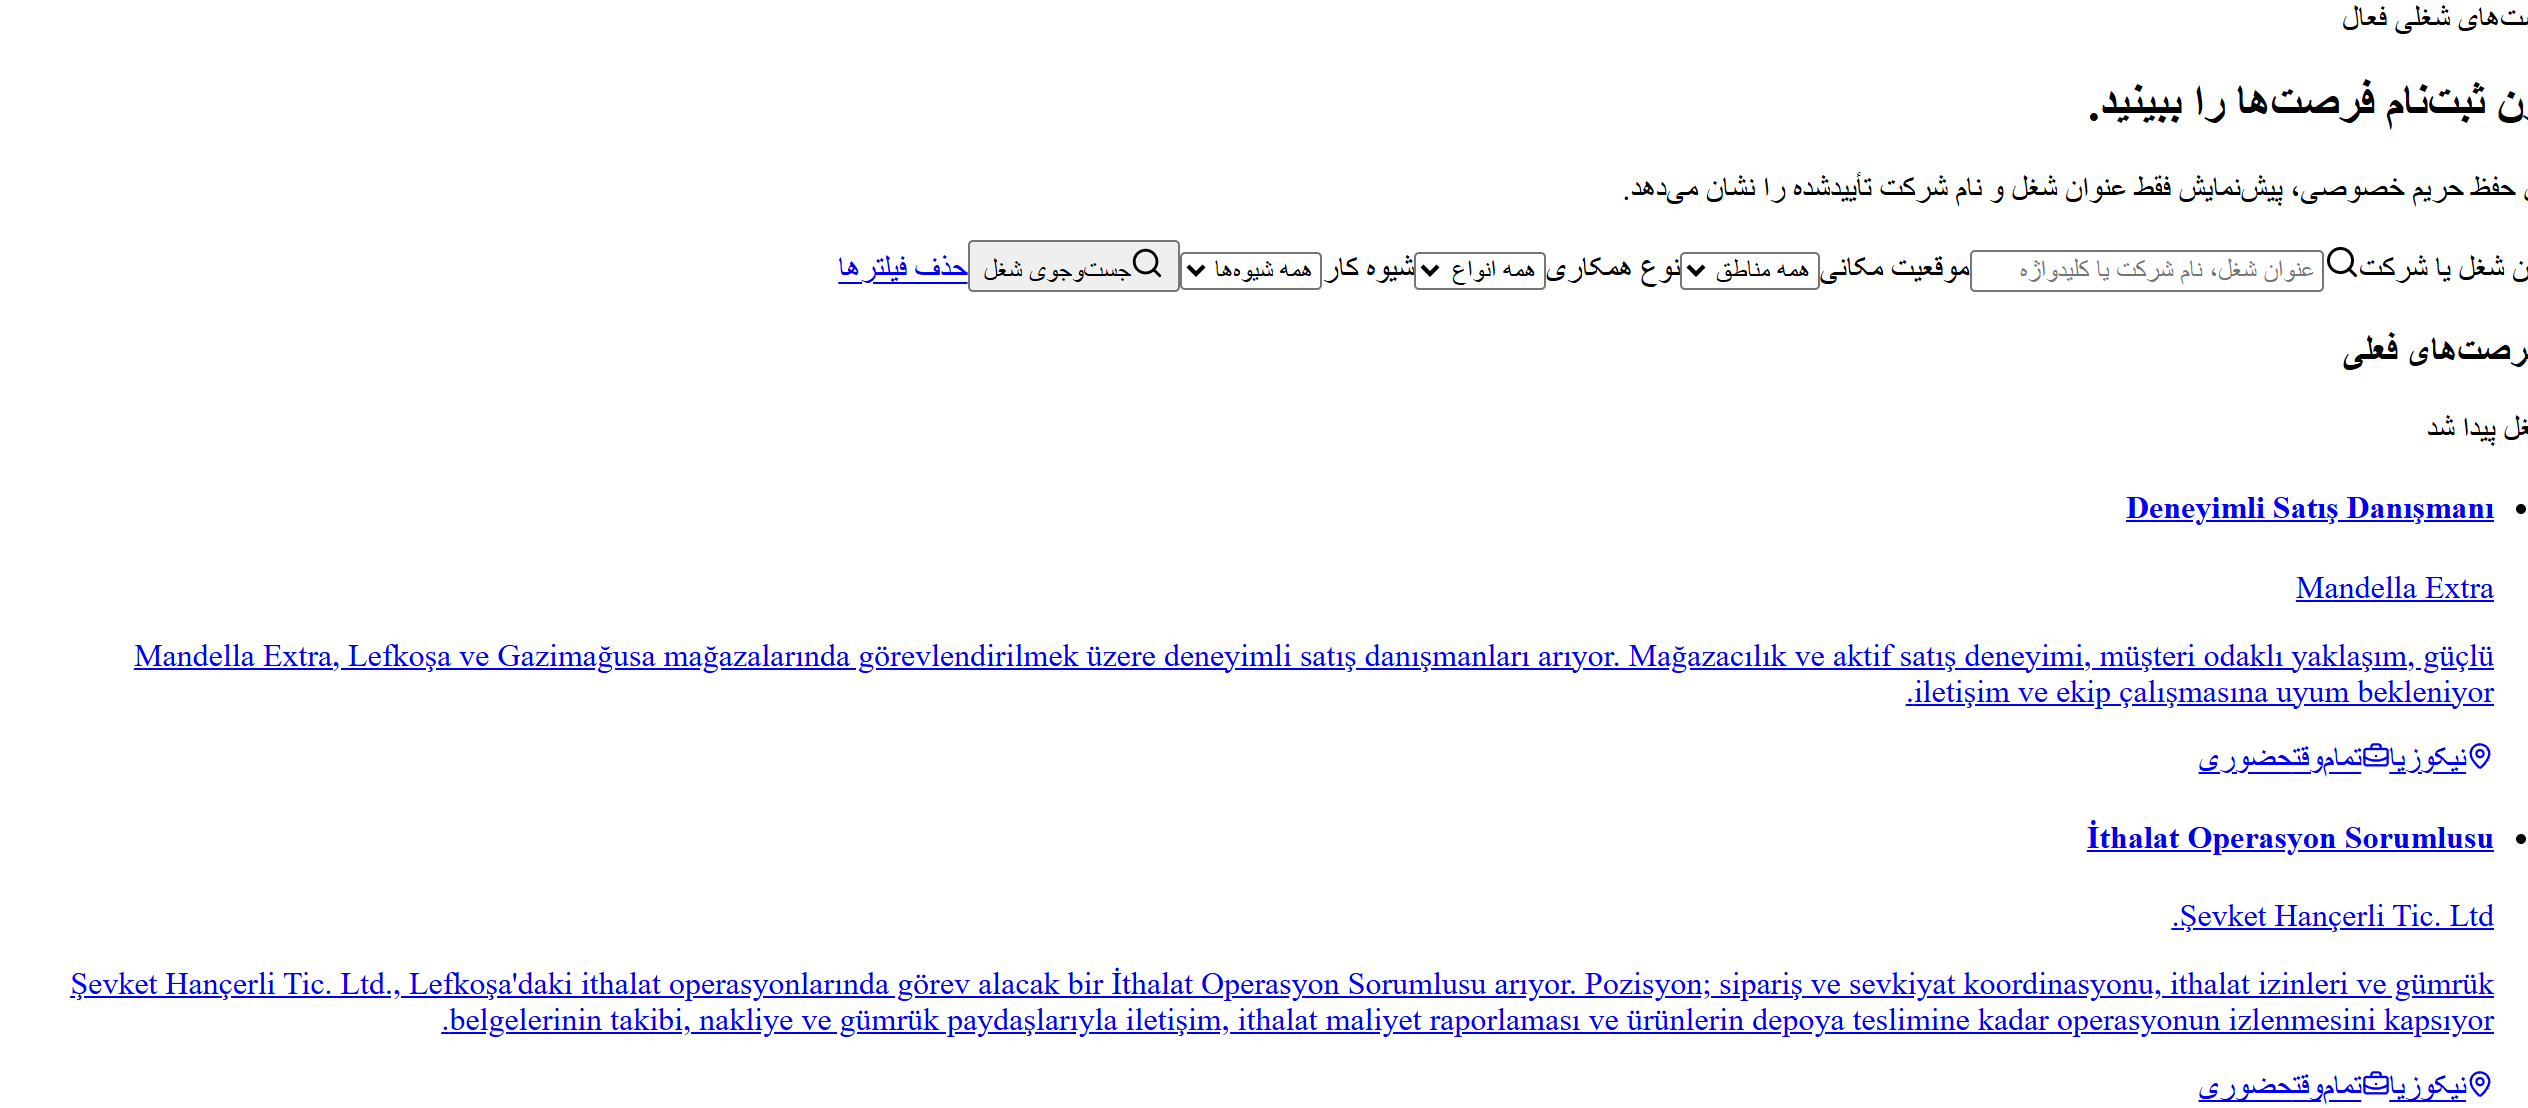 شغلی فعال
ثبت‌نام فرصت‌ها را ببینید.
حفظ حریم خصوصی، پیش‌نمایش فقط عنوان شغل و نام شرکت تأییدشده را نشان می‌دهد.
شغل یا شرکت عنوان شغل، نام شرکت یا کلیدواژه موقعیت مکانی همه مناطق نوع همکاری همه انواع شیوه کار همه شیوه‌ها جست‌وجوی شغل حذف فیلترها
فعلی
پیدا شد
Deneyimli Satış Danışmanı
Mandella Extra
Mandella Extra, Lefkoşa ve Gazimağusa mağazalarında görevlendirilmek üzere deneyimli satış danışmanları arıyor. Mağazacılık ve aktif satış deneyimi, müşteri odaklı yaklaşım, güçlü
iletişim ve ekip çalışmasına uyum bekleniyor.
نیکوزیا تمام‌وقت حضوری
İthalat Operasyon Sorumlusu
Şevket Hançerli Tic. Ltd.
Şevket Hançerli Tic. Ltd., Lefkoşa'daki ithalat operasyonlarında görev alacak bir İthalat Operasyon Sorumlusu arıyor. Pozisyon; sipariş ve sevkiyat koordinasyonu, ithalat izinleri ve gümrük
belgelerinin takibi, nakliye ve gümrük paydaşlarıyla iletişim, ithalat maliyet raporlaması ve ürünlerin depoya teslimine kadar operasyonun izlenmesini kapsıyor.
نیکوزیا تمام‌وقت حضوری